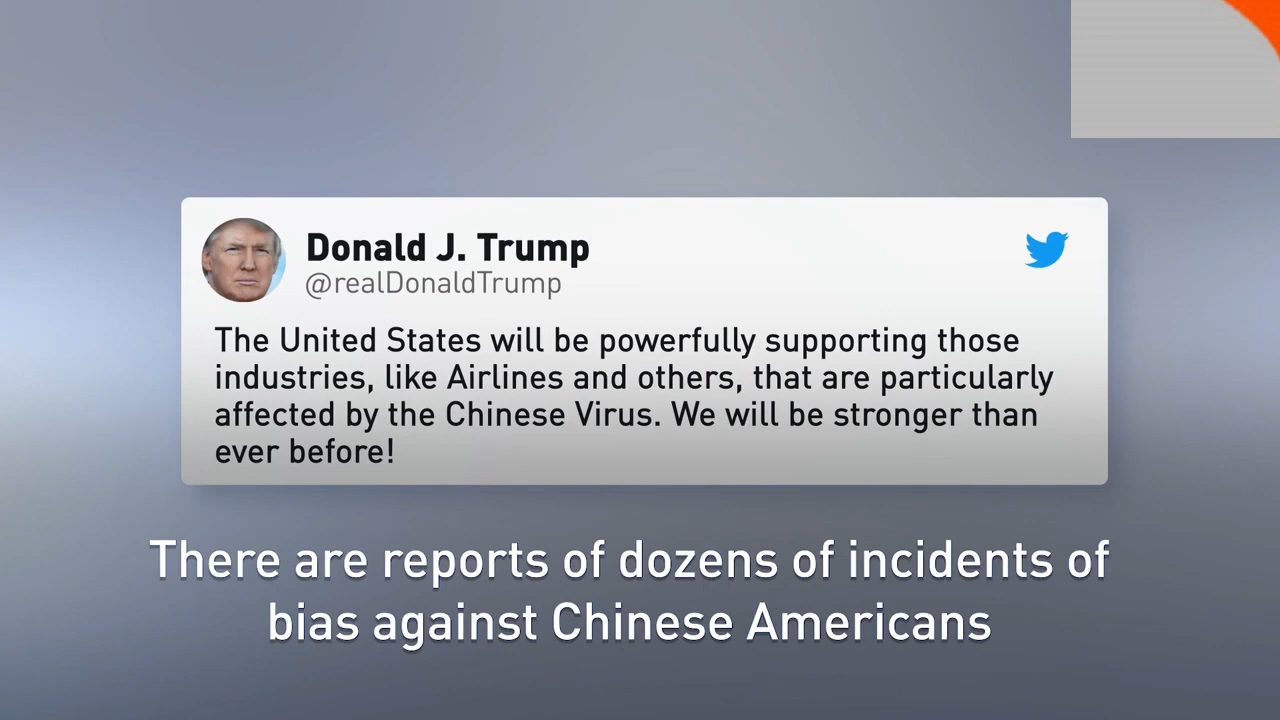 Donald J. Trump
@realDonaldTrump
The United States will be powerfully supporting those
industries, like Airlines and others, that are particularly
affected by the Chinese Virus. We will be stronger than
ever before!
There are reports of dozens of incidents of
bias against Chinese Americans